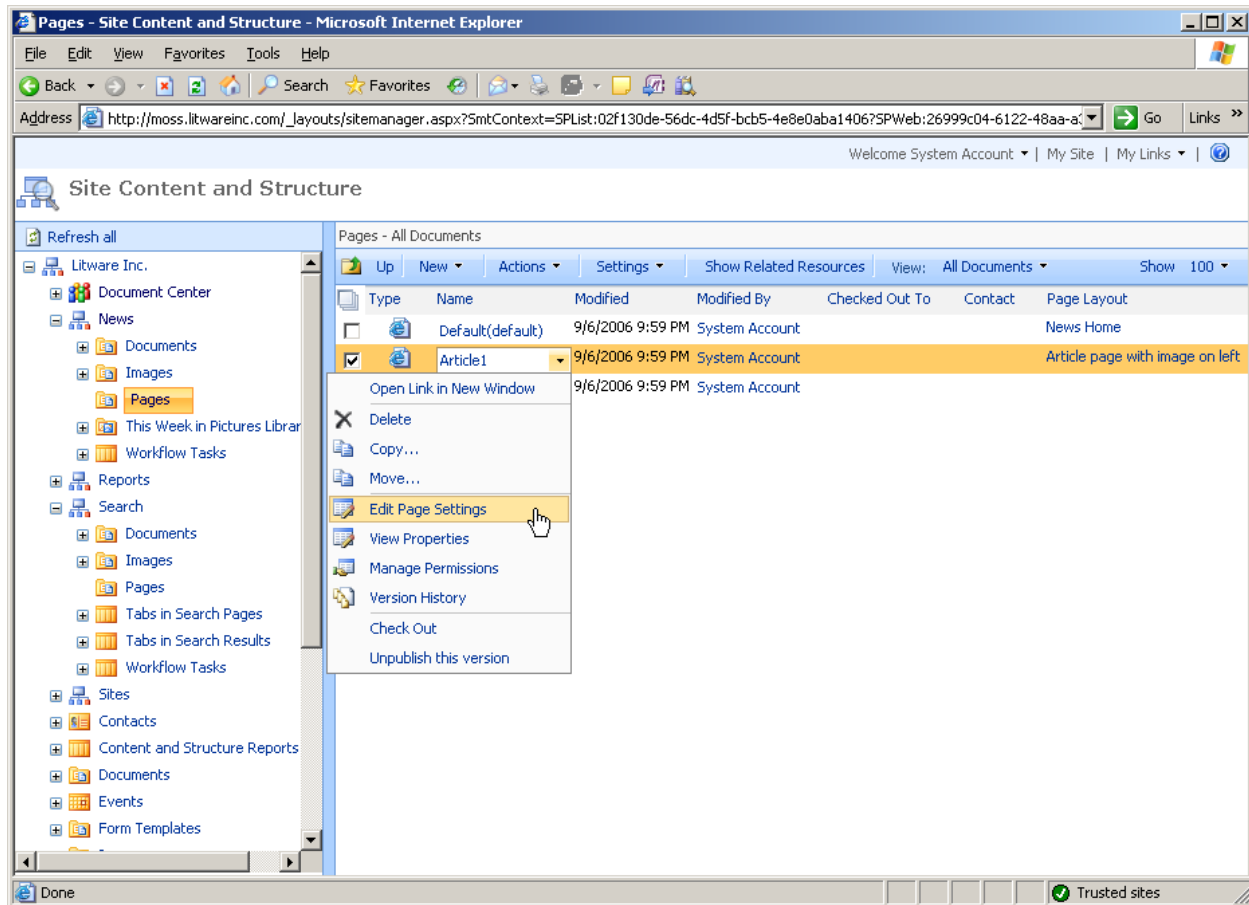 Pages - Site Content and Structure - Microsoft Internet Explorer
File Edit View Favorites Tools Help
Back Search Favorites
Address http://moss.litwareinc.com/_layouts/sitemanager.aspx?SmtContext=SPList:02f130de-56dc-4d5f-bcb5-4e8e0aba1406?SPWeb:26999c04-6122-48aa-a Go Links »
Welcome System Account | My Site | My Links |
Site Content and Structure
Refresh all
Litware Inc.
Document Center
News
Documents
Images
Pages
This Week in Pictures Librar
Workflow Tasks
Reports
Search
Documents
Images
Pages
Tabs in Search Pages
Tabs in Search Results
Workflow Tasks
Sites
Contacts
Content and Structure Reports
Documents
Events
Form Templates
Pages - All Documents
Up New Actions Settings Show Related Resources View: All Documents Show 100
Type Name Modified Modified By Checked Out To Contact Page Layout
Default(default) 9/6/2006 9:59 PM System Account News Home
Article1 9/6/2006 9:59 PM System Account Article page with image on left
9/6/2006 9:59 PM System Account
Open Link in New Window
Delete
Copy...
Move...
Edit Page Settings
View Properties
Manage Permissions
Version History
Check Out
Unpublish this version
Done Trusted sites